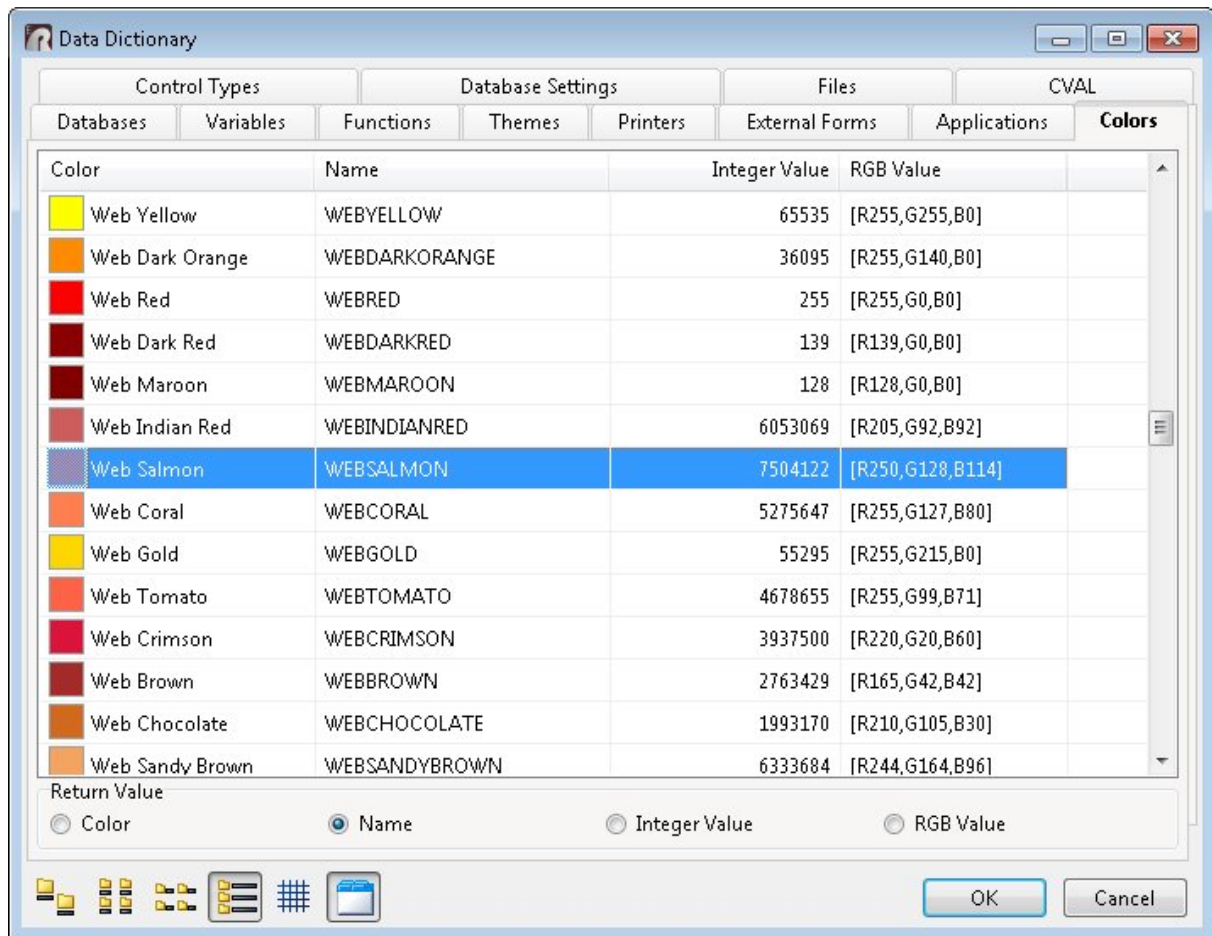 Data Dictionary
Control Types Database Settings Files CVAL
Databases Variables Functions Themes Printers External Forms Applications Colors
Color Name Integer Value RGB Value
Web Yellow WEBYELLOW 65535 [R255,G255,B0]
Web Dark Orange WEBDARKORANGE 36095 [R255,G140,B0]
Web Red WEBRED 255 [R255,G0,B0]
Web Dark Red WEBDARKRED 139 [R139,G0,B0]
Web Maroon WEBMAROON 128 [R128,G0,B0]
Web Indian Red WEBINDIANRED 6053069 [R205,G92,B92]
Web Salmon WEBSALMON 7504122 [R250,G128,B114]
Web Coral WEBCORAL 5275647 [R255,G127,B80]
Web Gold WEBGOLD 55295 [R255,G215,B0]
Web Tomato WEBTOMATO 4678655 [R255,G99,B71]
Web Crimson WEBCRIMSON 3937500 [R220,G20,B60]
Web Brown WEBBROWN 2763429 [R165,G42,B42]
Web Chocolate WEBCHOCOLATE 1993170 [R210,G105,B30]
Web Sandy Brown WEBSANDYBROWN 6333684 [R244,G164,B96]
Return Value
Color Name Integer Value RGB Value
OK Cancel